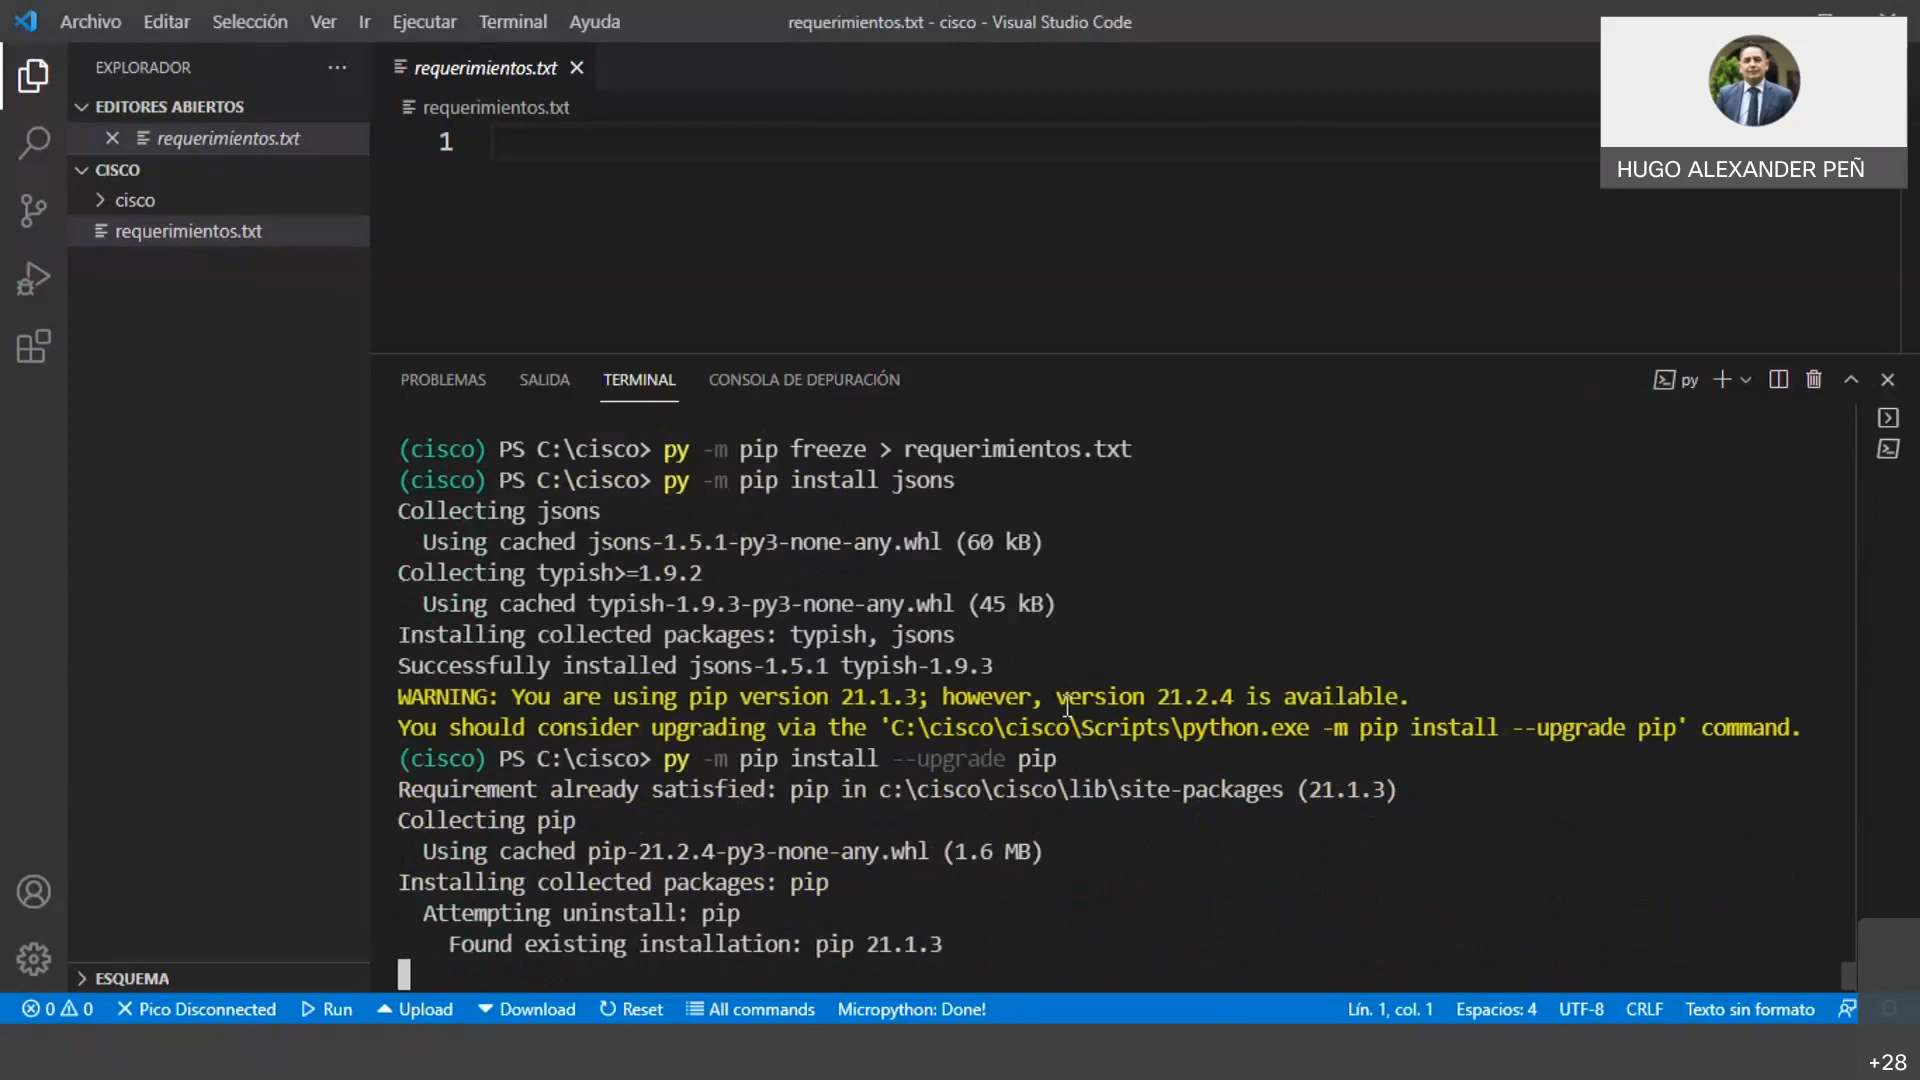 Archivo Editar Selección Ver Ir Ejecutar Terminal Ayuda
requerimientos.txt - cisco - Visual Studio Code
HUGO ALEXANDER PEÑ
EXPLORADOR
EDITORES ABIERTOS
requerimientos.txt
CISCO
cisco
requerimientos.txt
ESQUEMA
requerimientos.txt
requerimientos.txt
1
PROBLEMAS SALIDA TERMINAL CONSOLA DE DEPURACIÓN
py
(cisco) PS C:\cisco> py -m pip freeze > requerimientos.txt
(cisco) PS C:\cisco> py -m pip install jsons
Collecting jsons
Using cached jsons-1.5.1-py3-none-any.whl (60 kB)
Collecting typish>=1.9.2
Using cached typish-1.9.3-py3-none-any.whl (45 kB)
Installing collected packages: typish, jsons
Successfully installed jsons-1.5.1 typish-1.9.3
WARNING: You are using pip version 21.1.3; however, version 21.2.4 is available.
You should consider upgrading via the 'C:\cisco\cisco\Scripts\python.exe -m pip install --upgrade pip' command.
(cisco) PS C:\cisco> py -m pip install --upgrade pip
Requirement already satisfied: pip in c:\cisco\cisco\lib\site-packages (21.1.3)
Collecting pip
Using cached pip-21.2.4-py3-none-any.whl (1.6 MB)
Installing collected packages: pip
Attempting uninstall: pip
Found existing installation: pip 21.1.3
0 0 Pico Disconnected Run Upload Download Reset All commands Micropython: Done! Lín. 1, col. 1 Espacios: 4 UTF-8 CRLF Texto sin formato
+28